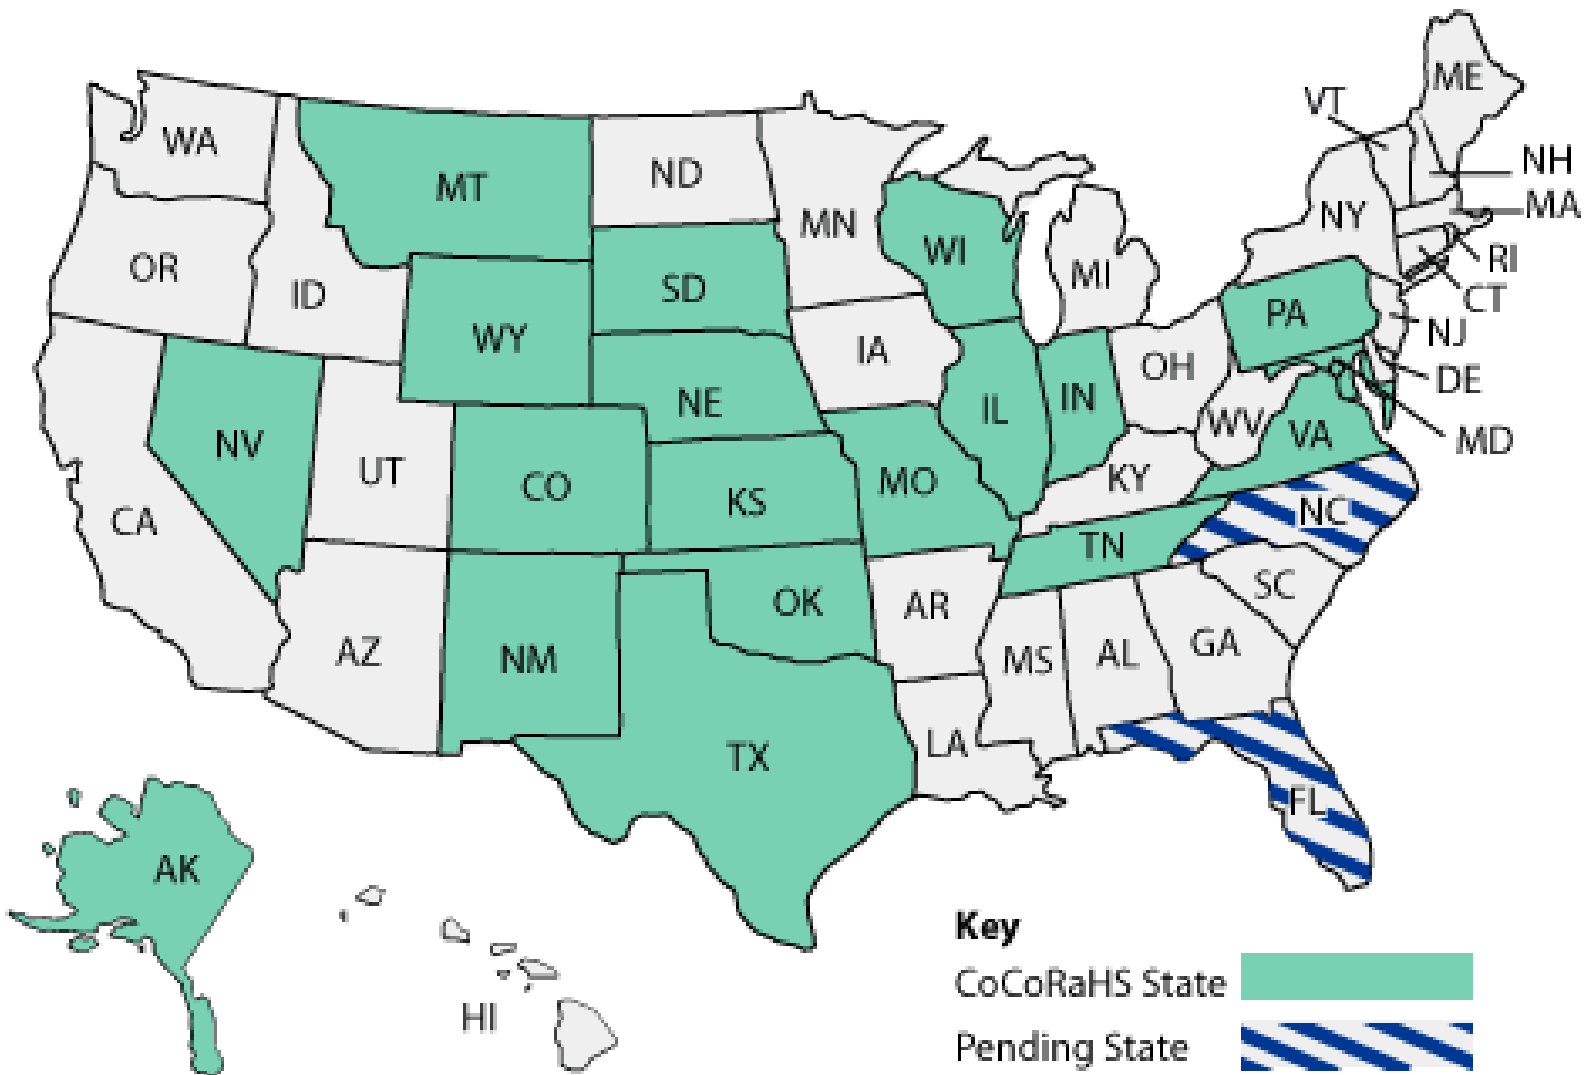 ME
VT
WA
NH
ND
MT
MA
NY
MN
WI
RI
OR
MI
ID
SD
CT
PA
NJ
WY
IA
OH
DE
IN
NE
IL
WV
VA
MD
NV
UT
KY
CO
MO
KS
NC
CA
TN
SC
OK
AR
GA
AZ
NM
MS
AL
LA
TX
FL
AK
HI
Key
CoCoRaHS State
Pending State